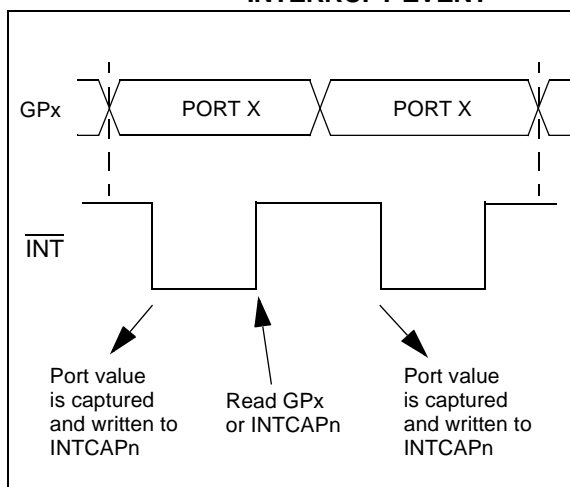 INTERRUPT EVENT
GPx
PORT X
PORT X
INT
Port value
is captured
and written to
INTCAPn
Read GPx
or INTCAPn
Port value
is captured
and written to
INTCAPn